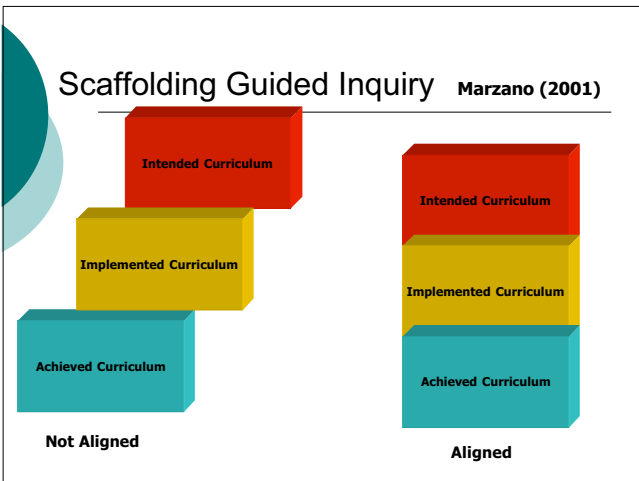 Scaffolding Guided Inquiry Marzano (2001)
Intended Curriculum
Implemented Curriculum
Achieved Curriculum
Not Aligned
Intended Curriculum
Implemented Curriculum
Achieved Curriculum
Aligned